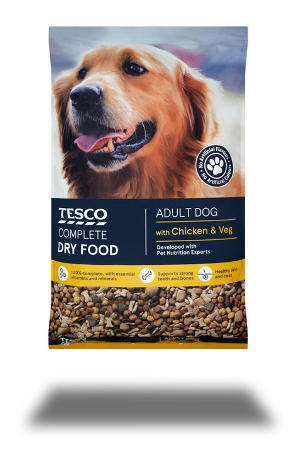 No Artificial Flavours
No Artificial
TESCO
COMPLETE
DRY FOOD
ADULT DOG
with Chicken & Veg
Developed with
Pet Nutrition Experts
100% complete, with essential
vitamins and minerals
Supports strong
teeth and bones
Healthy skin
and coat